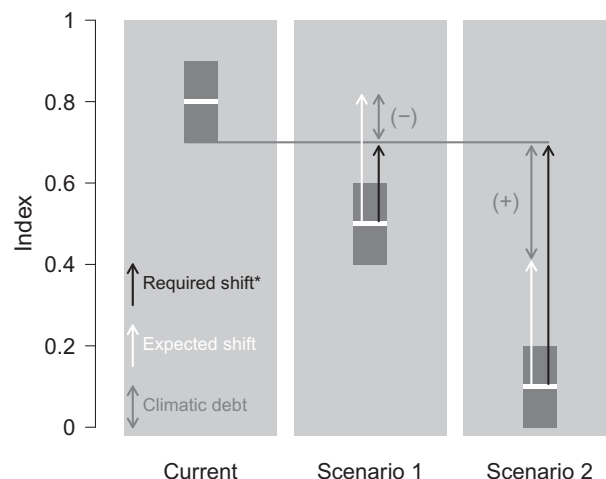 1
0.8
0.6
0.4
0.2
0
Index
(−)
(+)
Required shift*
Expected shift
Climatic debt
Current
Scenario 1
Scenario 2